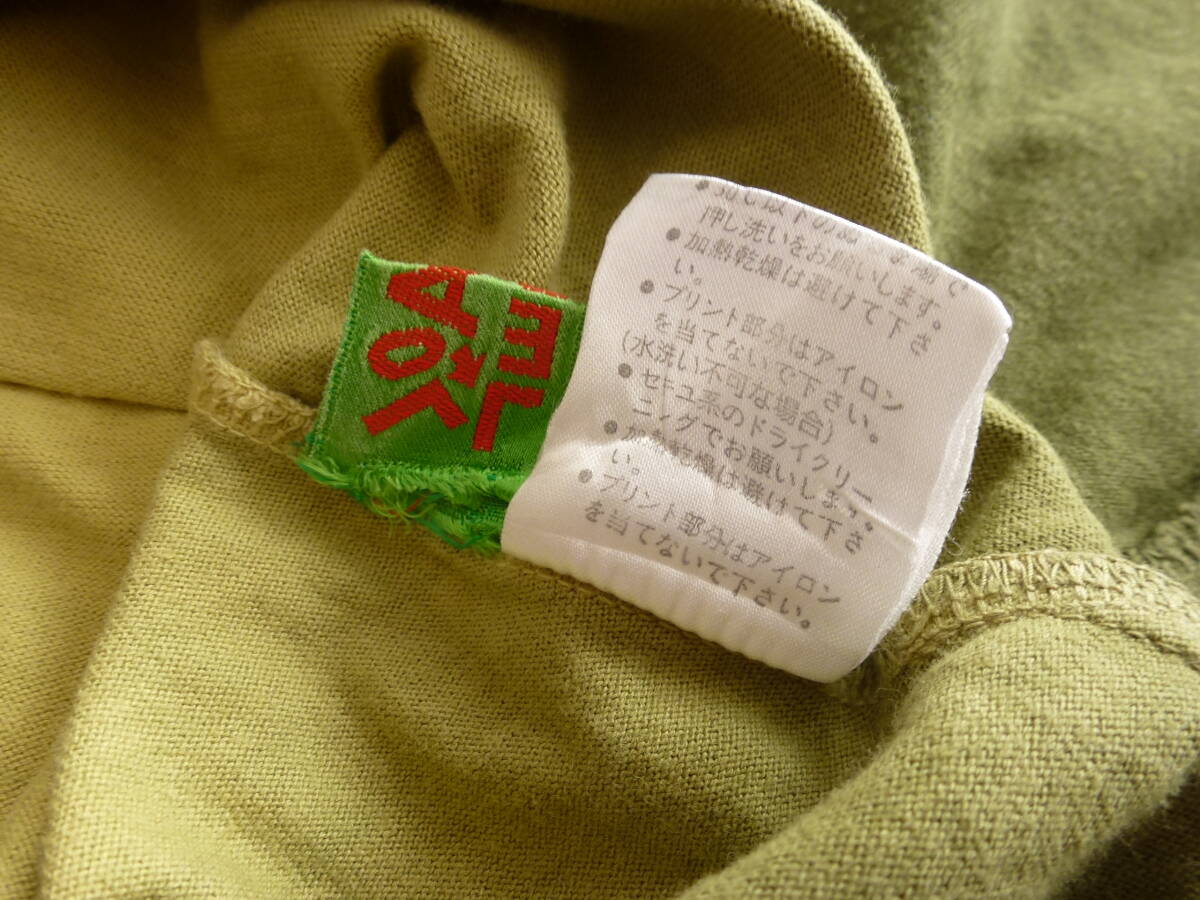 押し洗いをお願いします。
●加熱乾燥は避けて下さ
い。
●プリント部分はアイロン
を当てないで下さい。
(水洗い不可な場合)
●セキユ系のドライクリー
ニングでお願いします。
●加熱乾燥は避けて下さ
い。
●プリント部分はアイロン
を当てないで下さい。